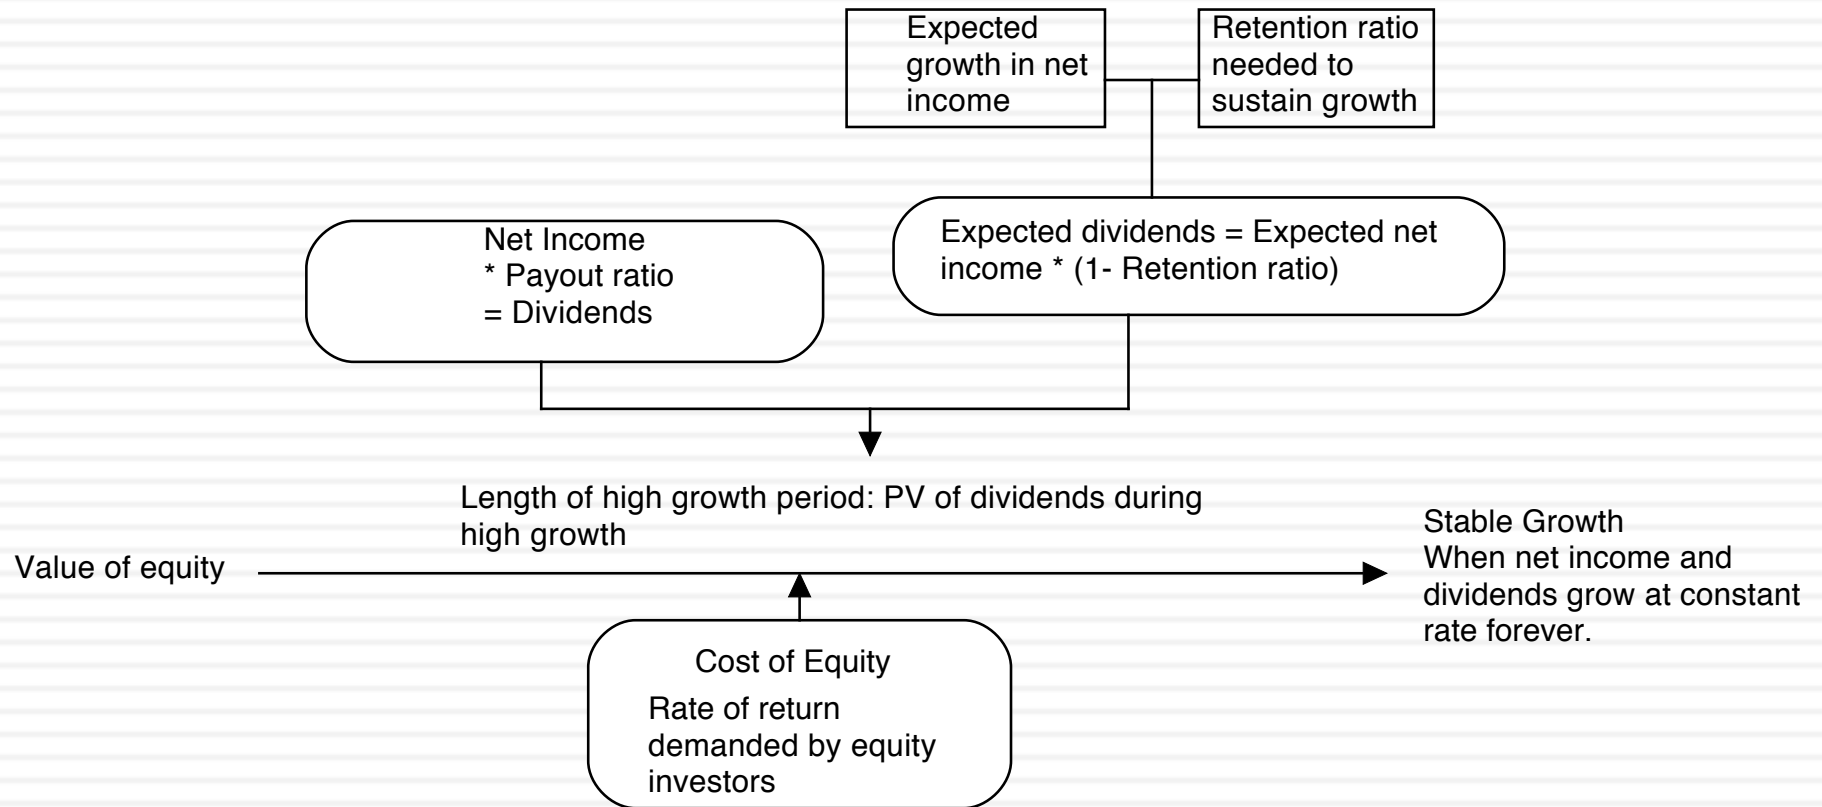 Expected
growth in net
income
Retention ratio
needed to
sustain growth
Net Income
* Payout ratio
= Dividends
Expected dividends = Expected net
income * (1- Retention ratio)
Length of high growth period: PV of dividends during
high growth
Value of equity
Stable Growth
When net income and
dividends grow at constant
rate forever.
Cost of Equity
Rate of return
demanded by equity
investors